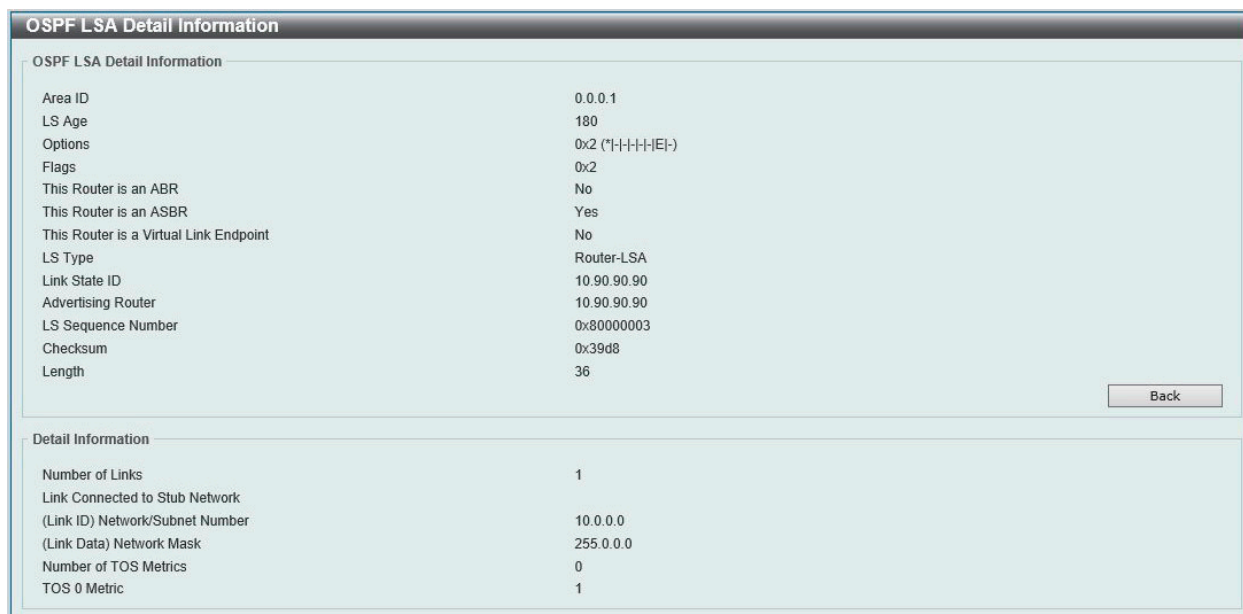 OSPF LSA Detail Information
OSPF LSA Detail Information
Area ID 0.0.0.1
LS Age 180
Options 0x2 (*|-|-|-|-|-|E|-)
Flags 0x2
This Router is an ABR No
This Router is an ASBR Yes
This Router is a Virtual Link Endpoint No
LS Type Router-LSA
Link State ID 10.90.90.90
Advertising Router 10.90.90.90
LS Sequence Number 0x80000003
Checksum 0x39d8
Length 36
Back
Detail Information
Number of Links 1
Link Connected to Stub Network
(Link ID) Network/Subnet Number 10.0.0.0
(Link Data) Network Mask 255.0.0.0
Number of TOS Metrics 0
TOS 0 Metric 1